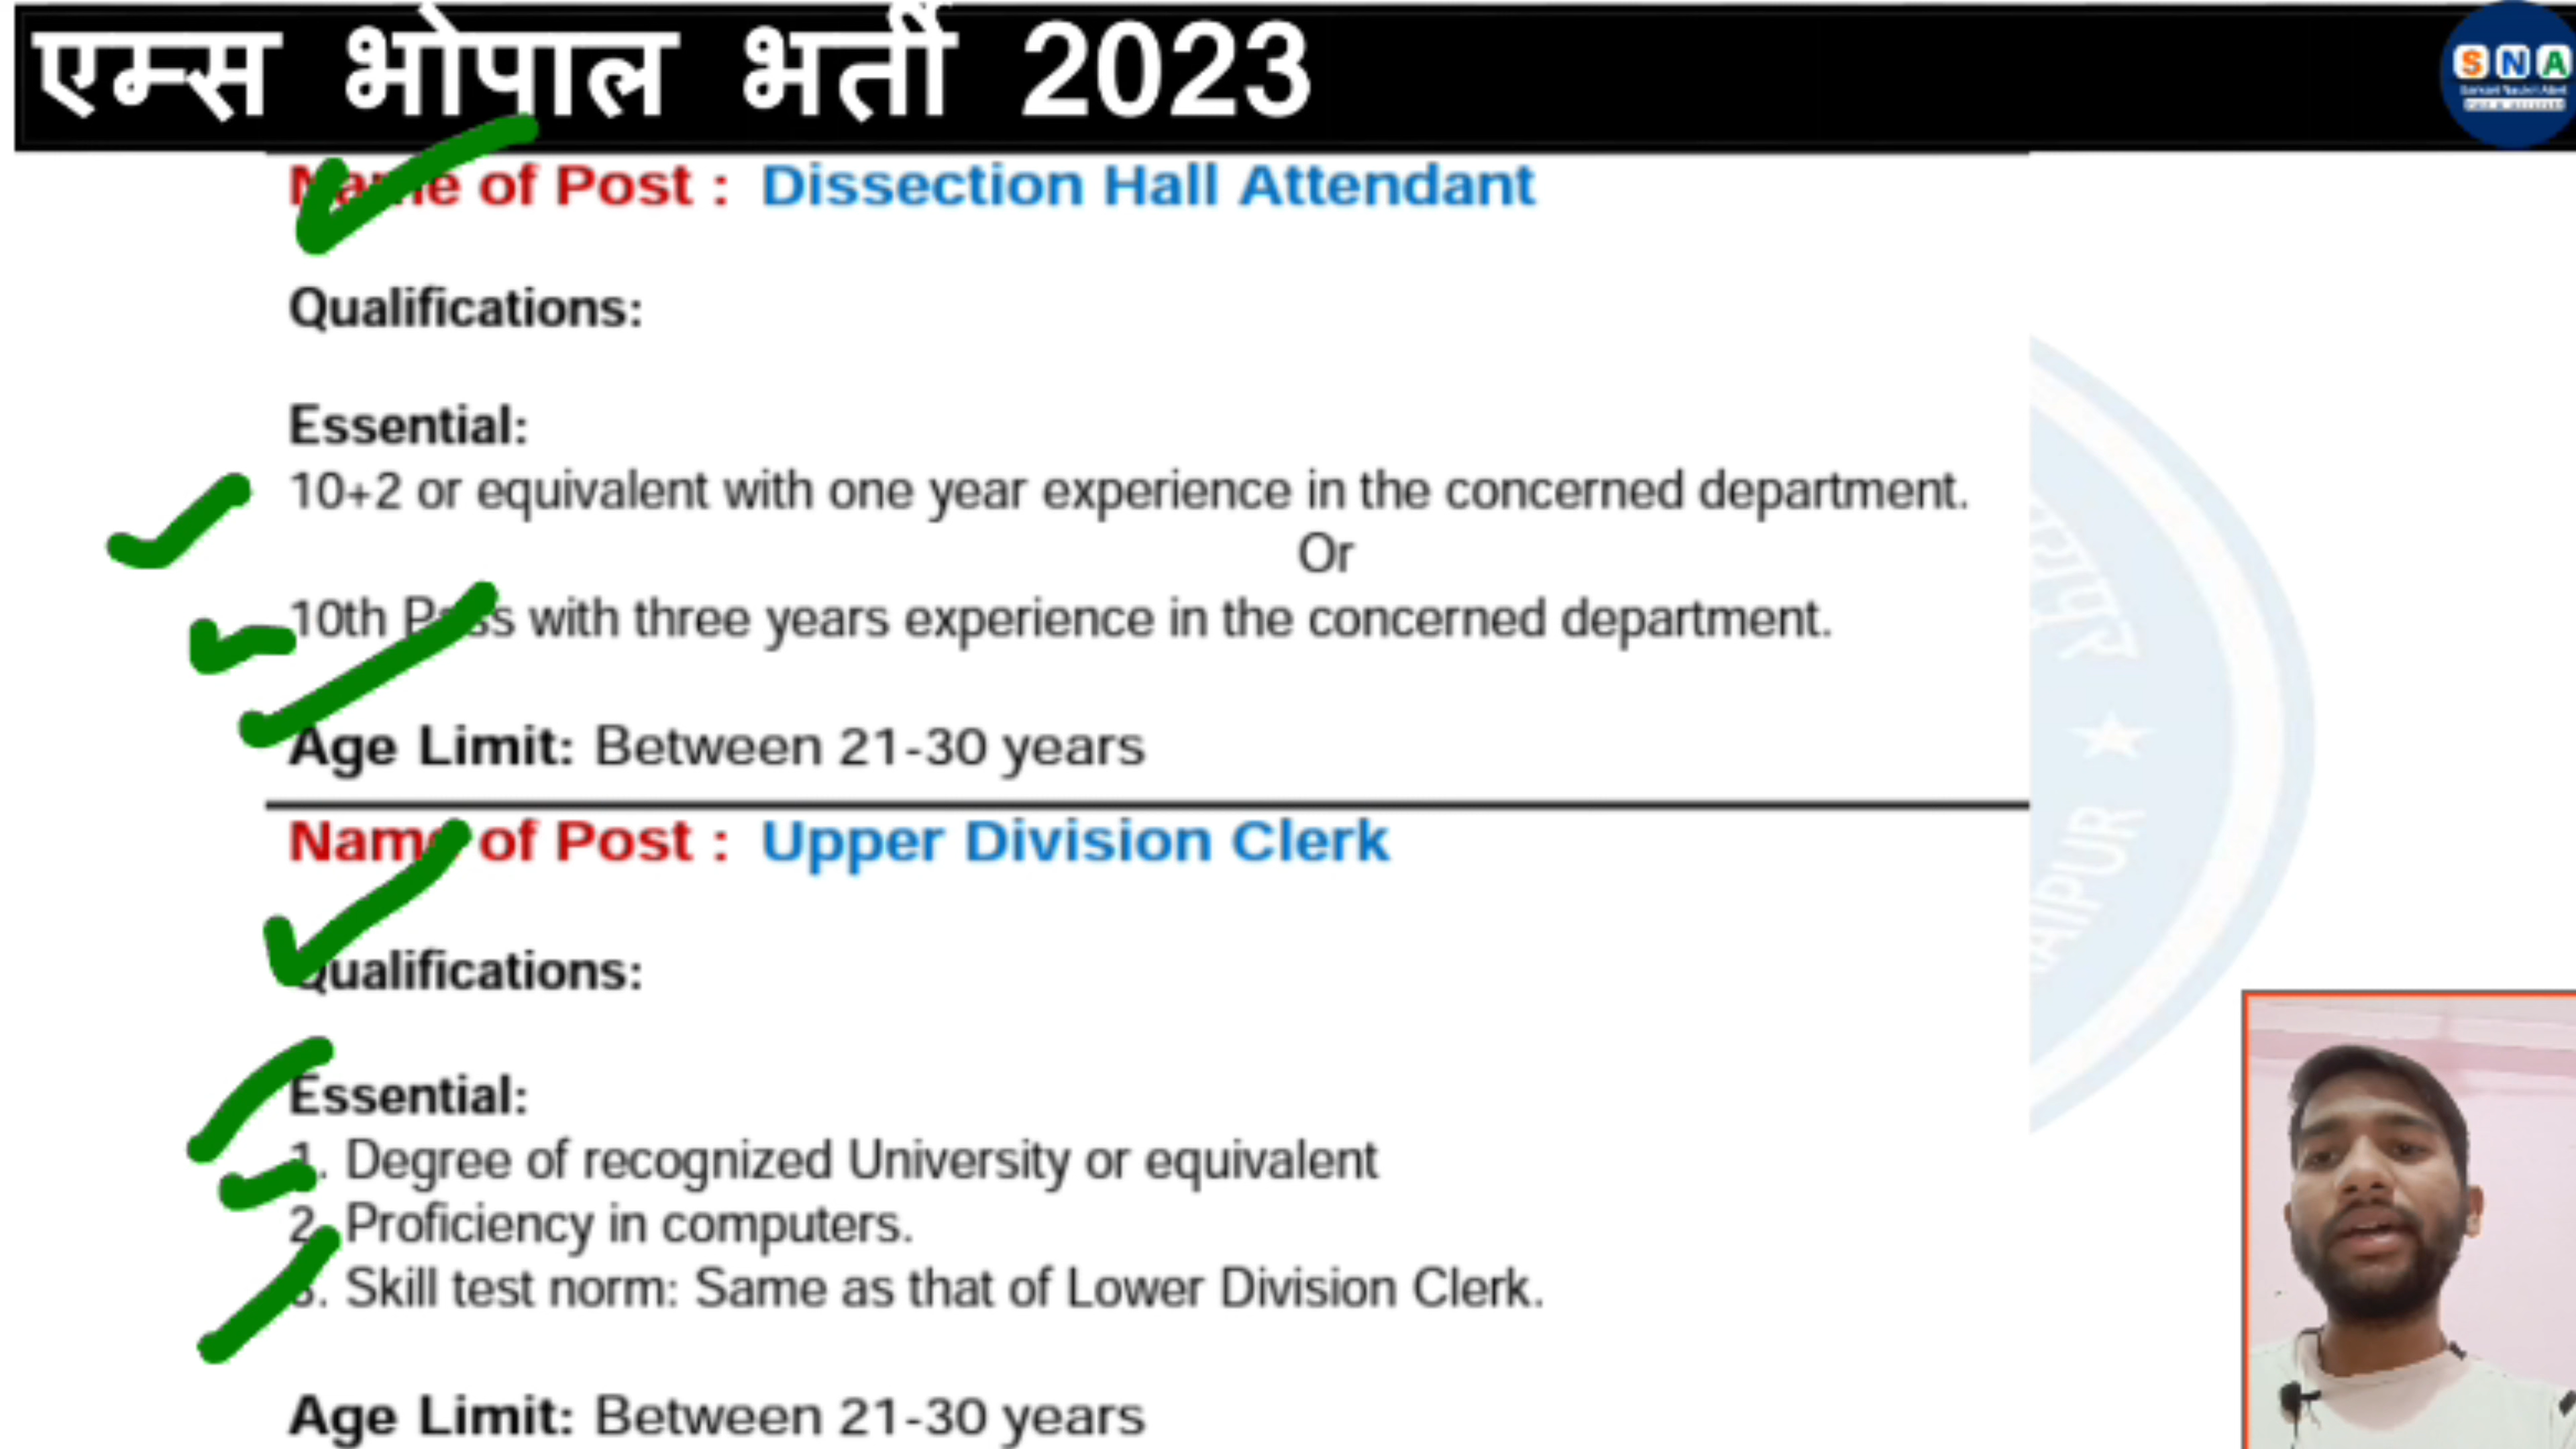 एम्स भोपाल भर्ती 2023
S N A
Name of Post : Dissection Hall Attendant
Qualifications:
Essential:
10+2 or equivalent with one year experience in the concerned department.
Or
10th Pass with three years experience in the concerned department.
Age Limit: Between 21-30 years
Name of Post : Upper Division Clerk
Qualifications:
Essential:
1. Degree of recognized University or equivalent
2. Proficiency in computers.
3. Skill test norm: Same as that of Lower Division Clerk.
Age Limit: Between 21-30 years
AIPUR